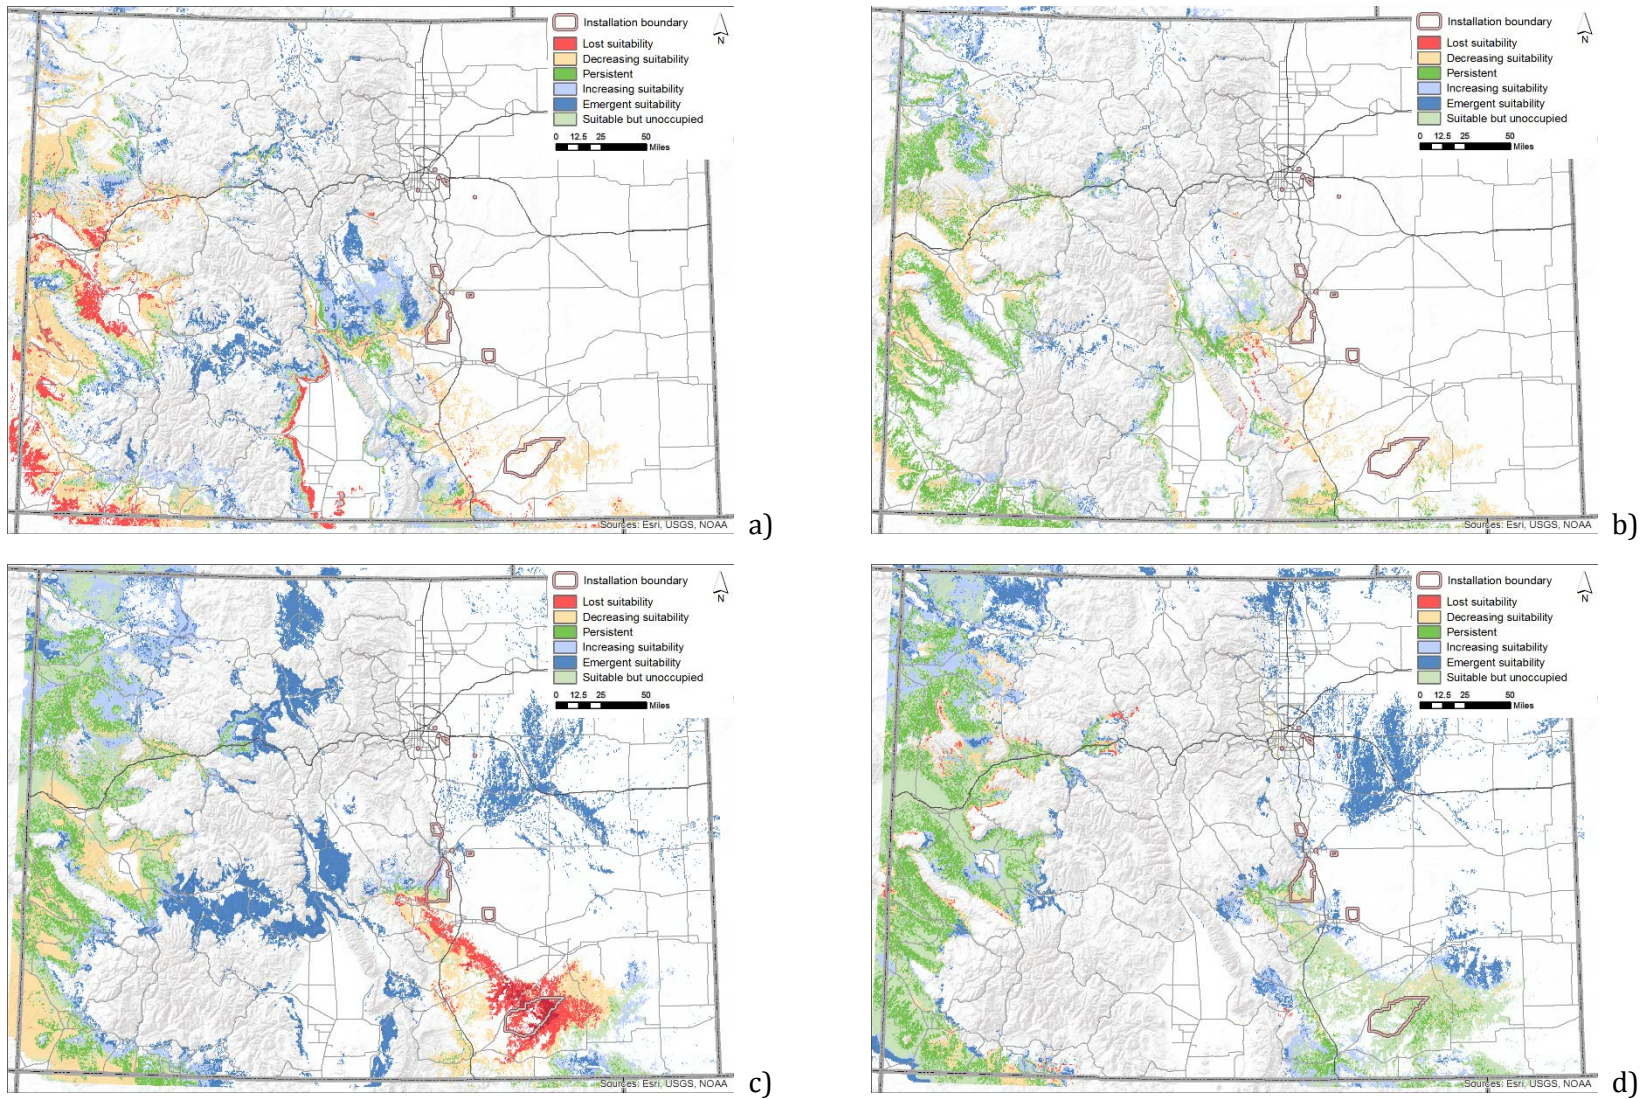 Installation boundary
Lost suitability
Decreasing suitability
Persistent
Increasing suitability
Emergent suitability
Suitable but unoccupied
0 12.5 25 50
Miles
N
Sources: Esri, USGS, NOAA
a)
Installation boundary
Lost suitability
Decreasing suitability
Persistent
Increasing suitability
Emergent suitability
Suitable but unoccupied
0 12.5 25 50
Miles
N
Sources: Esri, USGS, NOAA
b)
Installation boundary
Lost suitability
Decreasing suitability
Persistent
Increasing suitability
Emergent suitability
Suitable but unoccupied
0 12.5 25 50
Miles
N
Sources: Esri, USGS, NOAA
c)
Installation boundary
Lost suitability
Decreasing suitability
Persistent
Increasing suitability
Emergent suitability
Suitable but unoccupied
0 12.5 25 50
Miles
N
Sources: Esri, USGS, NOAA
d)